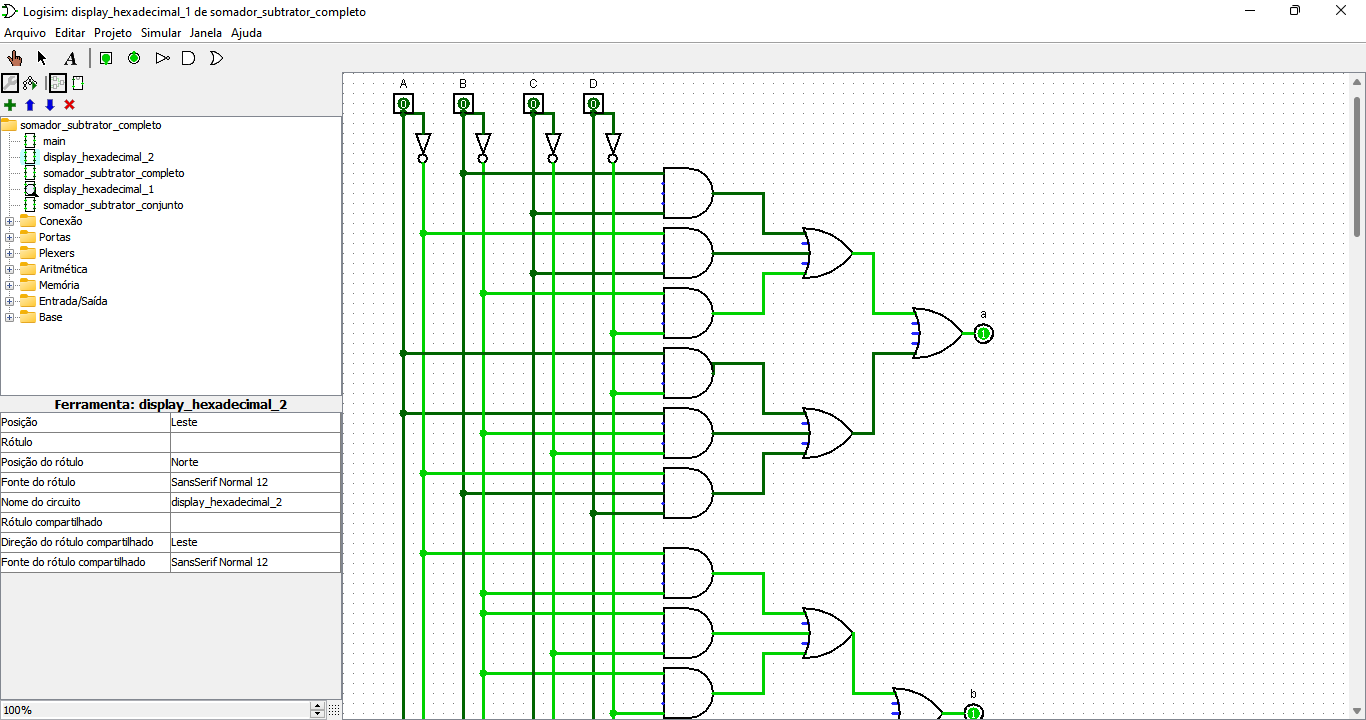 Logisim: display_hexadecimal_1 de somador_subtrator_completo
Arquivo Editar Projeto Simular Janela Ajuda
A
somador_subtrator_completo
main
display_hexadecimal_2
somador_subtrator_completo
display_hexadecimal_1
somador_subtrator_conjunto
Conexão
Portas
Plexers
Aritmética
Memória
Entrada/Saída
Base
Ferramenta: display_hexadecimal_2
Posição Leste
Rótulo
Posição do rótulo Norte
Fonte do rótulo SansSerif Normal 12
Nome do circuito display_hexadecimal_2
Rótulo compartilhado
Direção do rótulo compartilhado Leste
Fonte do rótulo compartilhado SansSerif Normal 12
100%
A B C D
0 0 0 0
a
1
b
1